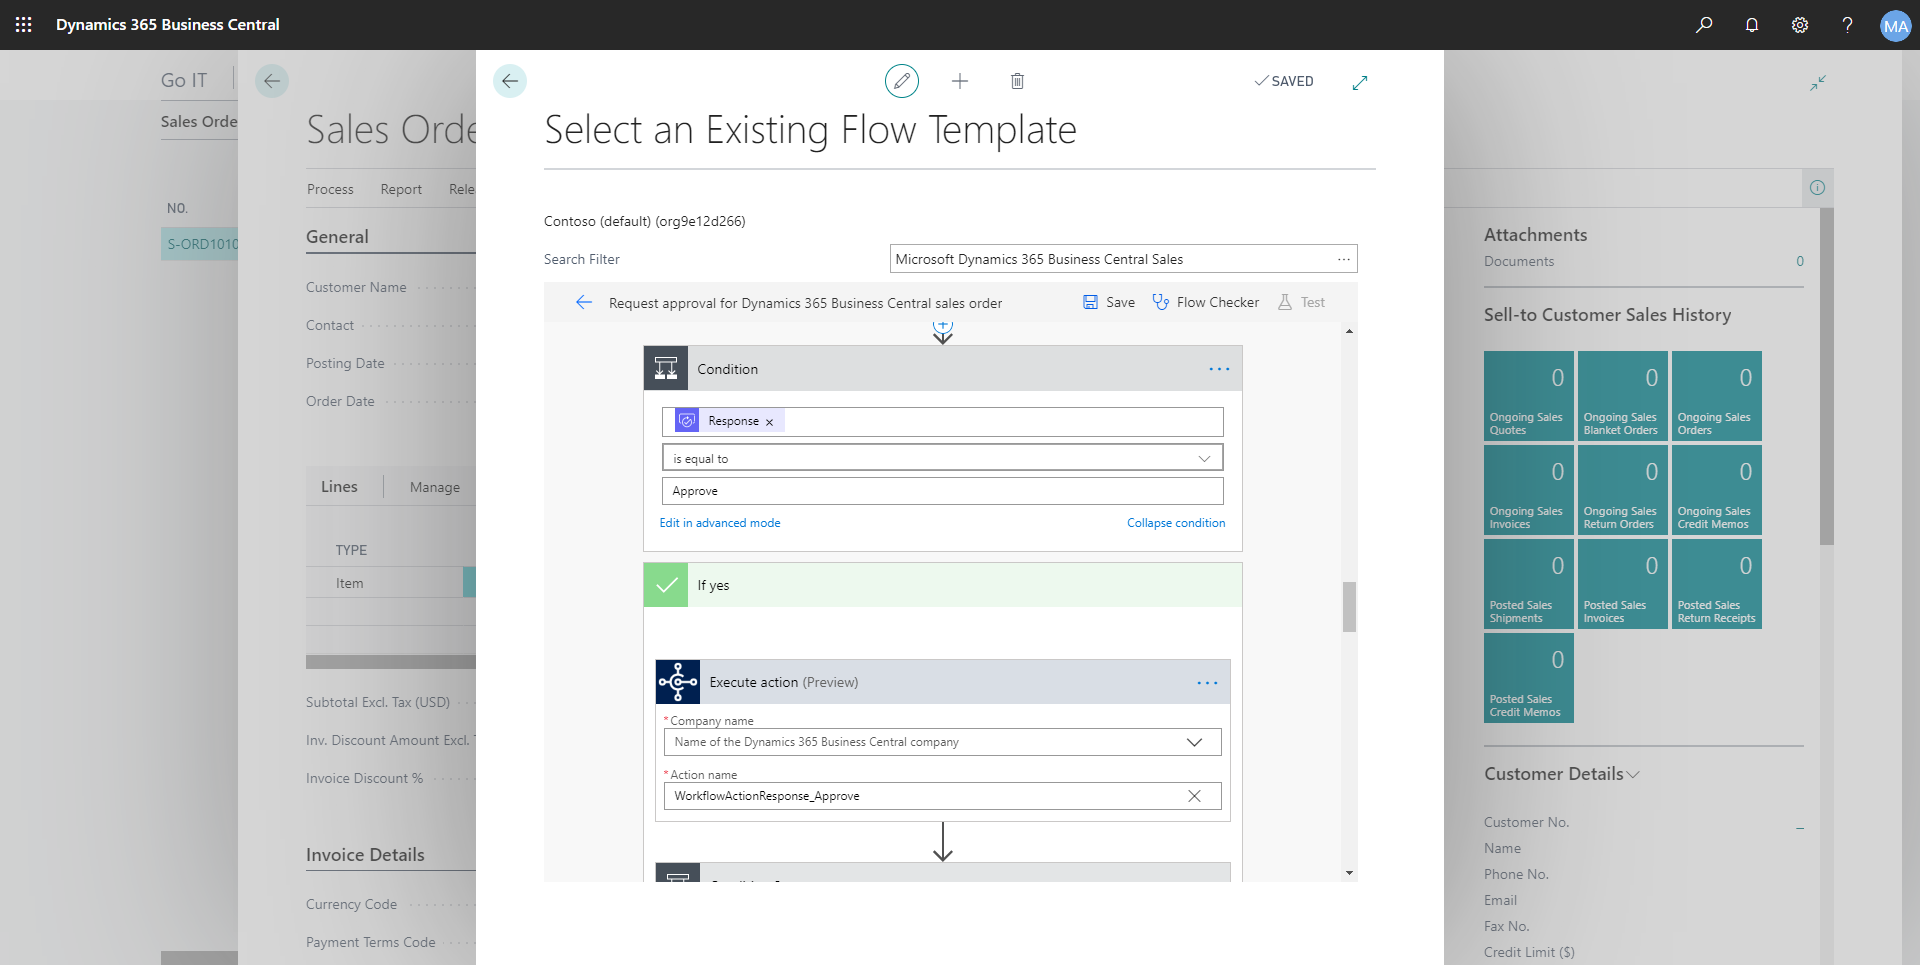 Dynamics 365 Business Central
MA
Go IT
Sales Orde
NO.
S-ORD1010
Sales Orde
Process
Report
Rele
General
Customer Name
Contact
Posting Date
Order Date
Lines
Manage
TYPE
Item
Subtotal Excl. Tax (USD)
Inv. Discount Amount Excl.
Invoice Discount %
Invoice Details
Currency Code
Payment Terms Code
SAVED
Select an Existing Flow Template
Contoso (default) (org9e12d266)
Search Filter
Microsoft Dynamics 365 Business Central Sales
...
Request approval for Dynamics 365 Business Central sales order
Save
Flow Checker
Test
Condition
...
Response ×
is equal to
Approve
Edit in advanced mode
Collapse condition
If yes
Execute action (Preview)
...
* Company name
Name of the Dynamics 365 Business Central company
* Action name
WorkflowActionResponse_Approve
Attachments
Documents
0
Sell-to Customer Sales History
0
Ongoing Sales
Quotes
0
Ongoing Sales
Blanket Orders
0
Ongoing Sales
Orders
0
Ongoing Sales
Invoices
0
Ongoing Sales
Return Orders
0
Ongoing Sales
Credit Memos
0
Posted Sales
Shipments
0
Posted Sales
Invoices
0
Posted Sales
Return Receipts
0
Posted Sales
Credit Memos
Customer Details
Customer No.
_
Name
Phone No.
Email
Fax No.
Credit Limit ($)